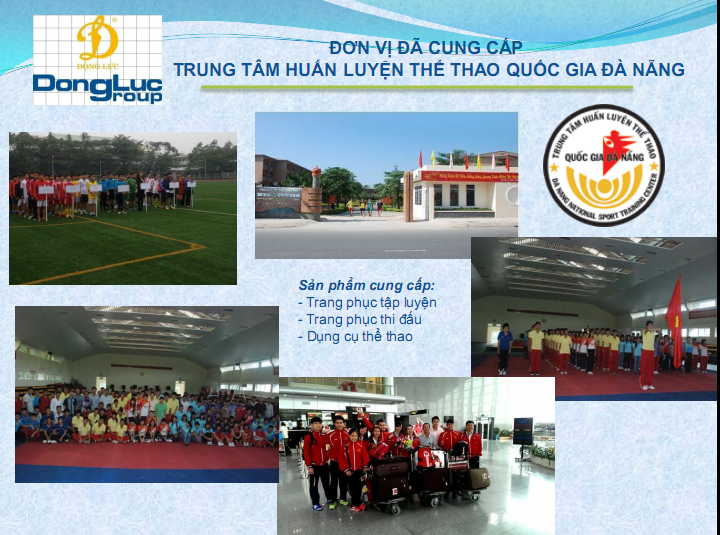 ĐỘNG LỰC
DongLuc
Group
ĐƠN VỊ ĐÃ CUNG CẤP
TRUNG TÂM HUẤN LUYỆN THỂ THAO QUỐC GIA ĐÀ NẴNG
TRUNG TÂM HUẤN LUYỆN THỂ THAO
QUỐC GIA ĐÀ NẴNG
DA NANG NATIONAL SPORT TRAINING CENTER
Sản phẩm cung cấp:
- Trang phục tập luyện
- Trang phục thi đấu
- Dụng cụ thể thao